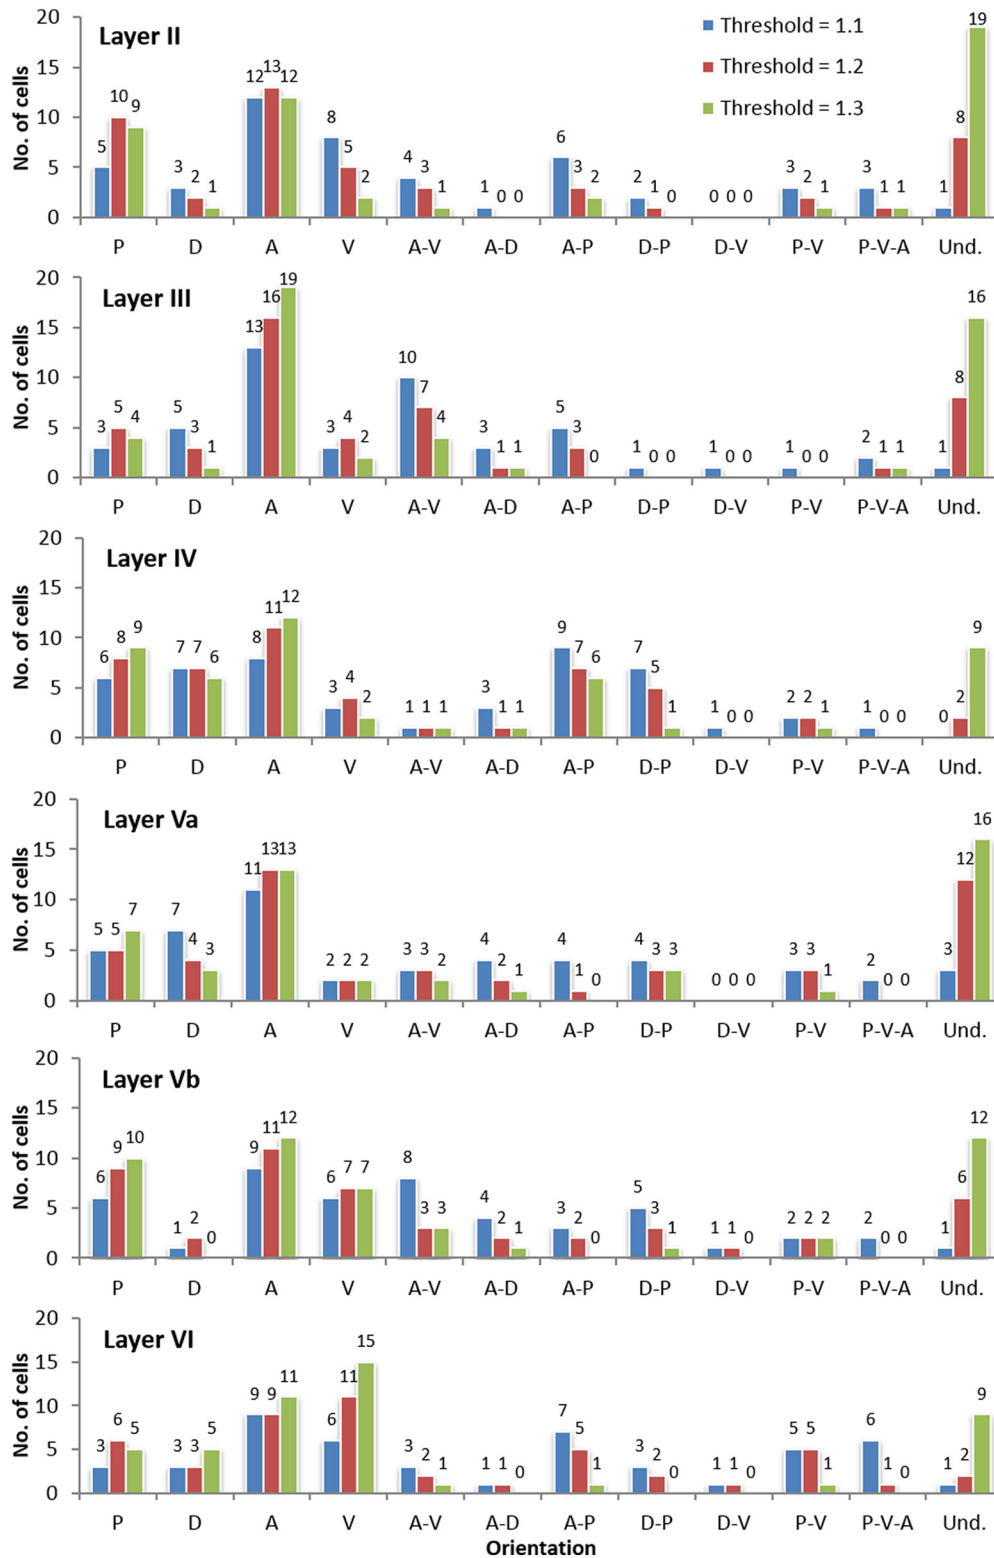 Layer II
Threshold = 1.1
Threshold = 1.2
Threshold = 1.3
No. of cells
20
15
10
5
0
5 10 9 3 2 1 12 13 12 8 5 2 4 3 1 1 0 0 6 3 2 2 1 0 0 0 0 3 2 1 3 1 1 1 8 19
P D A V A-V A-D A-P D-P D-V P-V P-V-A Und.
Layer III
No. of cells
20
15
10
5
0
3 5 4 5 3 1 13 16 19 3 4 2 10 7 4 3 1 1 5 3 0 1 0 0 1 0 0 1 0 0 2 1 1 1 8 16
P D A V A-V A-D A-P D-P D-V P-V P-V-A Und.
Layer IV
No. of cells
20
15
10
5
0
6 8 9 7 7 6 8 11 12 3 4 2 1 1 1 3 1 1 9 7 6 7 5 1 1 0 0 2 2 1 1 0 0 0 2 9
P D A V A-V A-D A-P D-P D-V P-V P-V-A Und.
Layer Va
No. of cells
20
15
10
5
0
5 5 7 7 4 3 11 13 13 2 2 2 3 3 2 4 2 1 4 1 0 4 3 3 0 0 0 3 3 1 2 0 0 3 12 16
P D A V A-V A-D A-P D-P D-V P-V P-V-A Und.
Layer Vb
No. of cells
20
15
10
5
0
6 9 10 1 2 0 9 11 12 6 7 7 8 3 3 4 2 1 3 2 0 5 3 1 1 1 0 2 2 2 2 0 0 1 6 12
P D A V A-V A-D A-P D-P D-V P-V P-V-A Und.
Layer VI
No. of cells
20
15
10
5
0
3 6 5 3 3 5 9 9 11 6 11 15 3 2 1 1 1 0 7 5 1 3 2 0 1 1 0 5 5 1 6 1 0 1 2 9
P D A V A-V A-D A-P D-P D-V P-V P-V-A Und.
Orientation